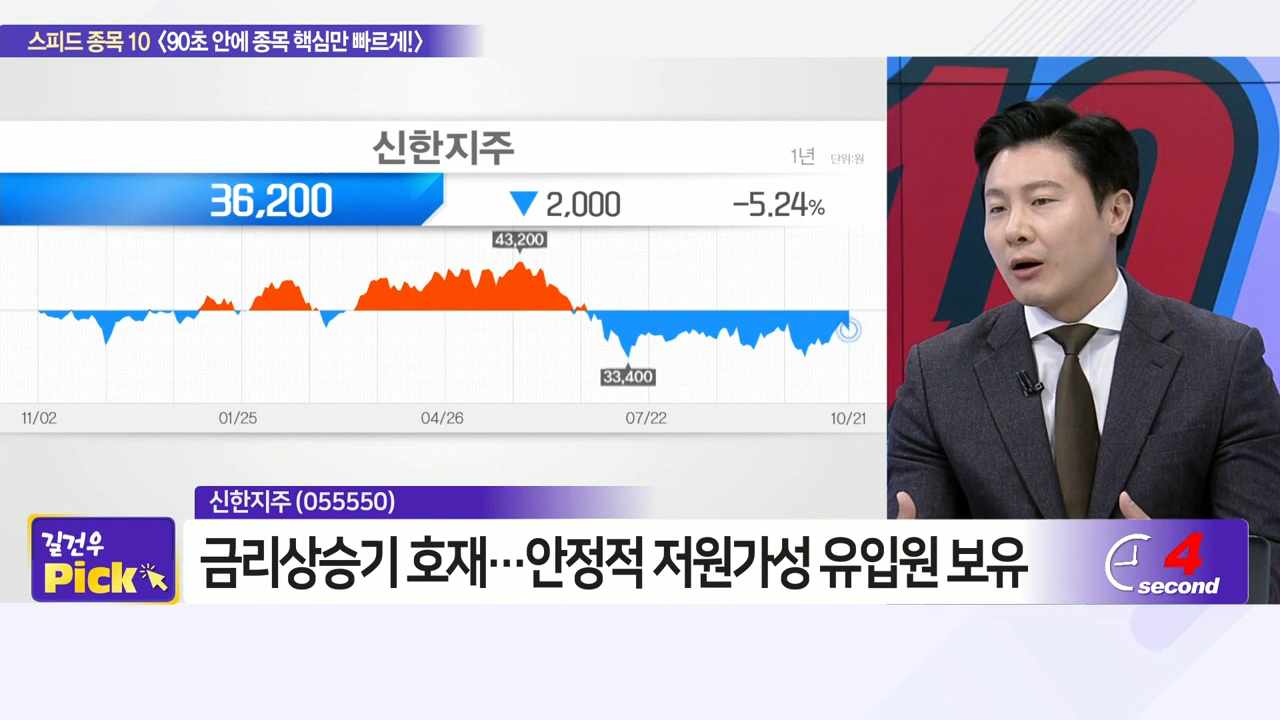 스피드 종목 10 〈90초 안에 종목 핵심만 빠르게!〉
신한지주
1년 단위:원
36,200 ▼ 2,000 -5.24%
43,200
33,400
11/02 01/25 04/26 07/22 10/21
신한지주 (055550)
길건우
Pick
금리상승기 호재…안정적 저원가성 유입원 보유
4
second